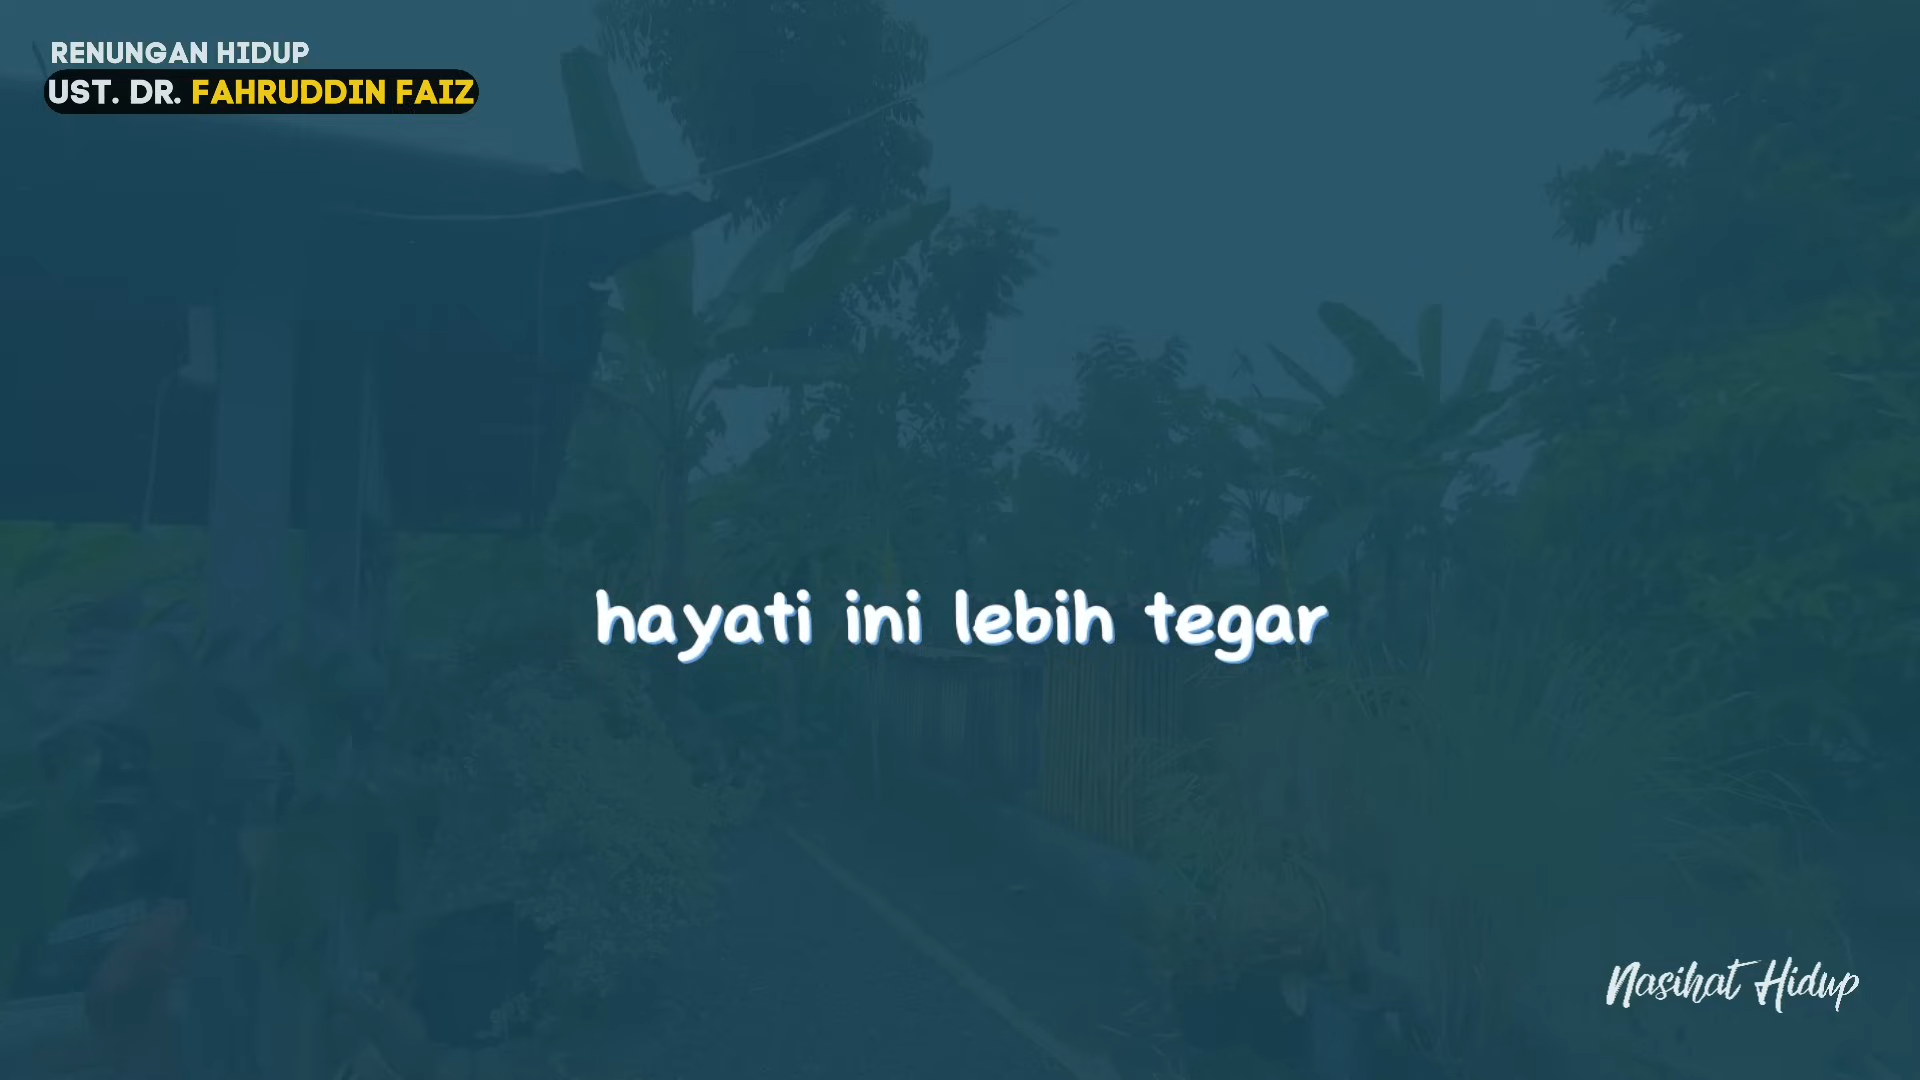 RENUNGAN HIDUP
UST. DR. FAHRUDDIN FAIZ
hayati ini lebih tegar
Nasihat Hidup